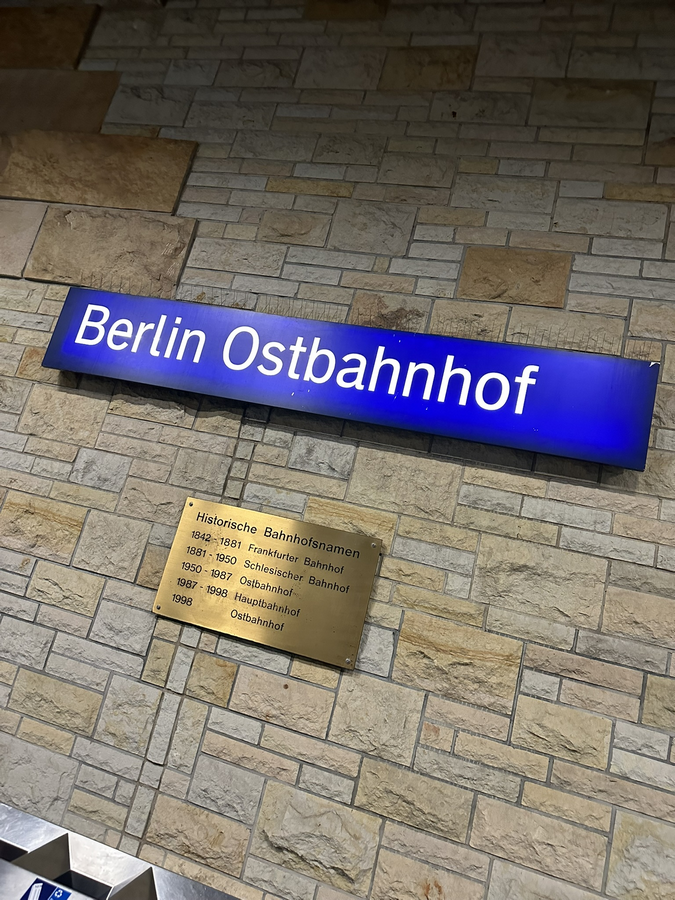 Berlin Ostbahnhof
Historische Bahnhofsnamen
1842 - 1881 Frankfurter Bahnhof
1881 - 1950 Schlesischer Bahnhof
1950 - 1987 Ostbahnhof
1987 - 1998 Hauptbahnhof
1998 Ostbahnhof